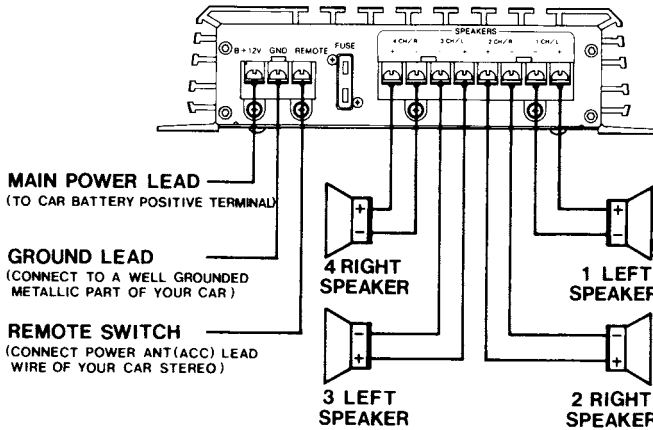 SPEAKERS
4 CH/R 3 CH/L 2 CH/R 1 CH/L
+ - - + + - - +
B+12V GND REMOTE FUSE
MAIN POWER LEAD
(TO CAR BATTERY POSITIVE TERMINAL)
GROUND LEAD
(CONNECT TO A WELL GROUNDED
METALLIC PART OF YOUR CAR)
REMOTE SWITCH
(CONNECT POWER ANT(ACC) LEAD
WIRE OF YOUR CAR STEREO)
+
-
4 RIGHT
SPEAKER
+
-
1 LEFT
SPEAKER
-
+
3 LEFT
SPEAKER
-
+
2 RIGHT
SPEAKER